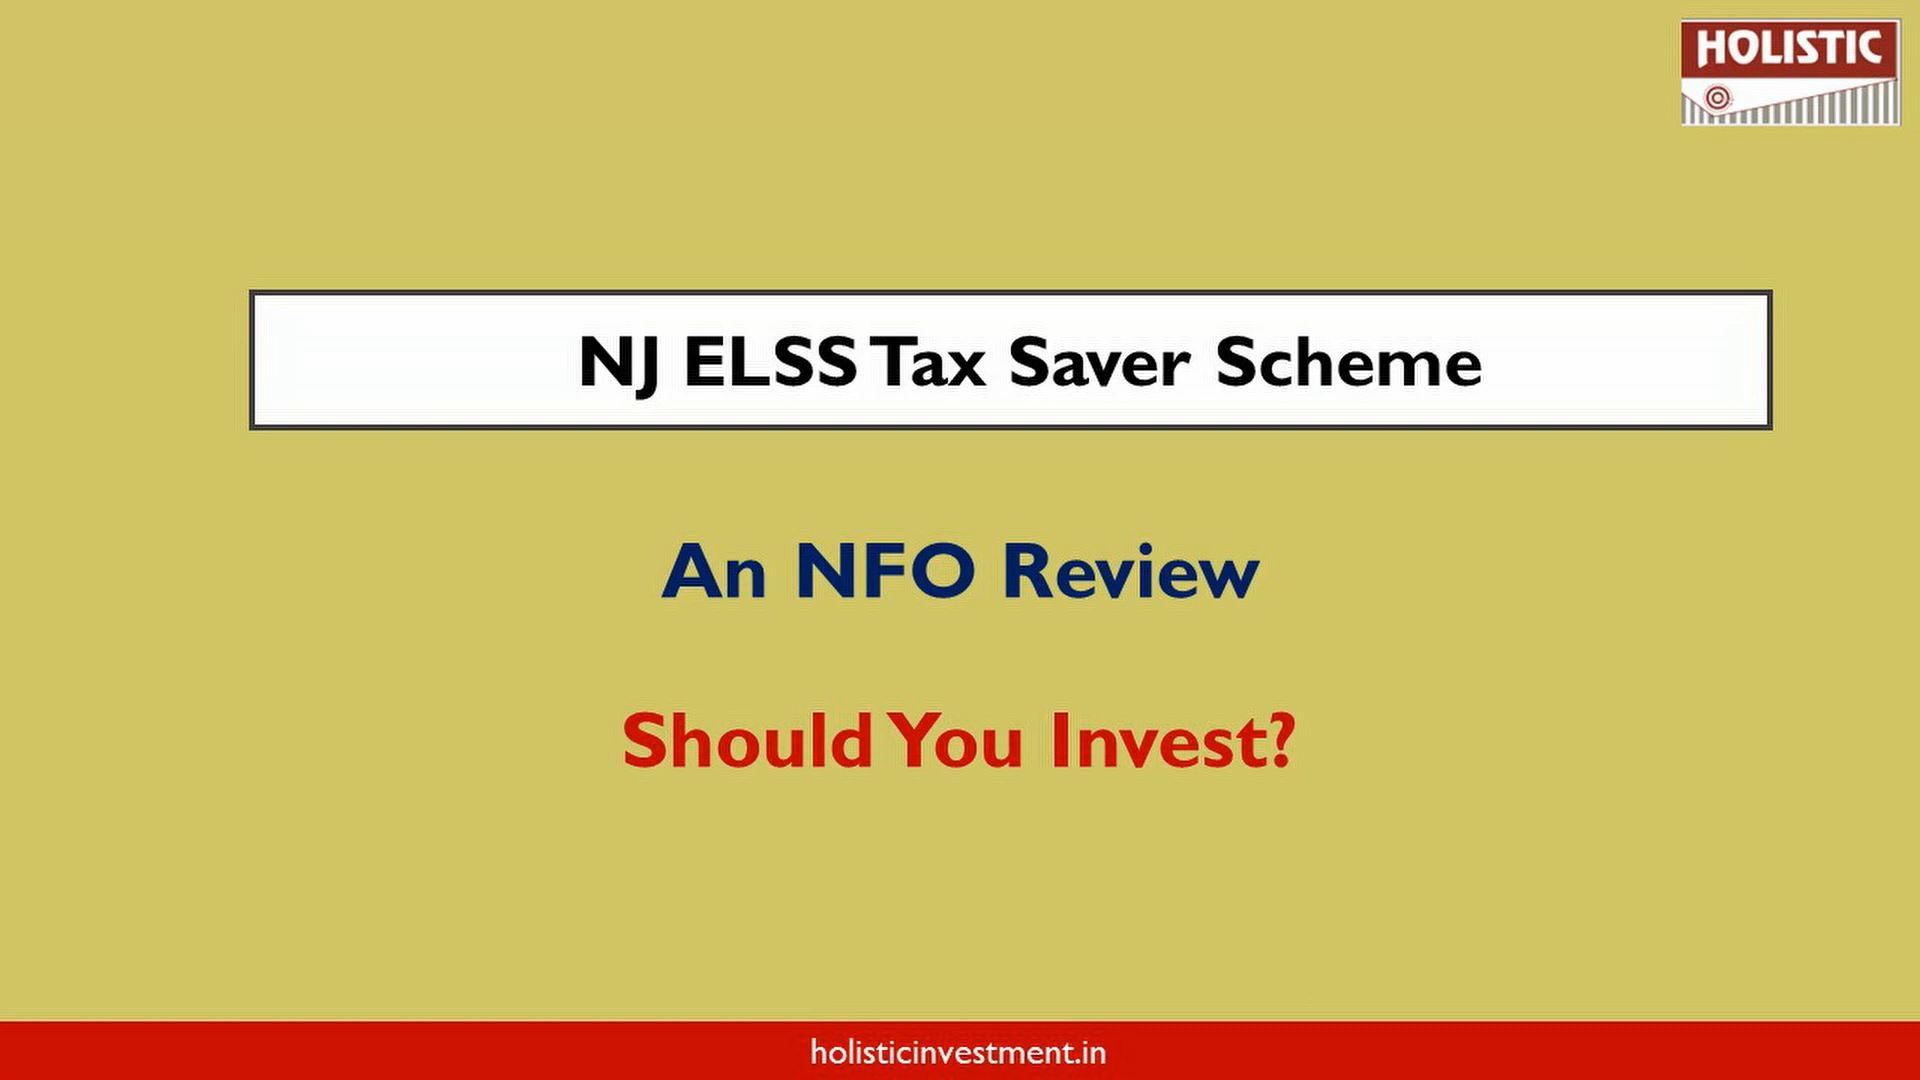 HOLISTIC
NJ ELSS Tax Saver Scheme
An NFO Review
Should You Invest?
holisticinvestment.in